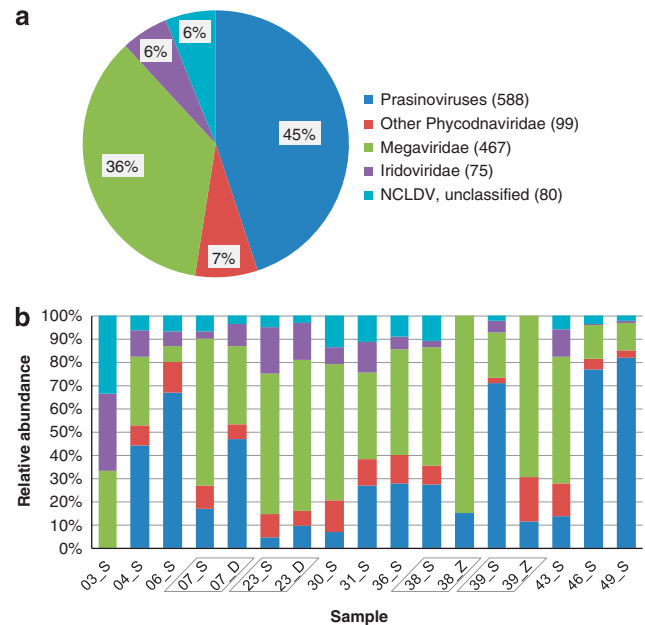 a
6%
6%
45%
36%
7%
Prasinoviruses (588)
Other Phycodnaviridae (99)
Megaviridae (467)
Iridoviridae (75)
NCLDV, unclassified (80)
b
Relative abundance
100%
90%
80%
70%
60%
50%
40%
30%
20%
10%
0%
03_S
04_S
06_S
07_S
07_D
23_S
23_D
30_S
31_S
36_S
38_S
38_Z
39_S
39_Z
43_S
46_S
49_S
Sample